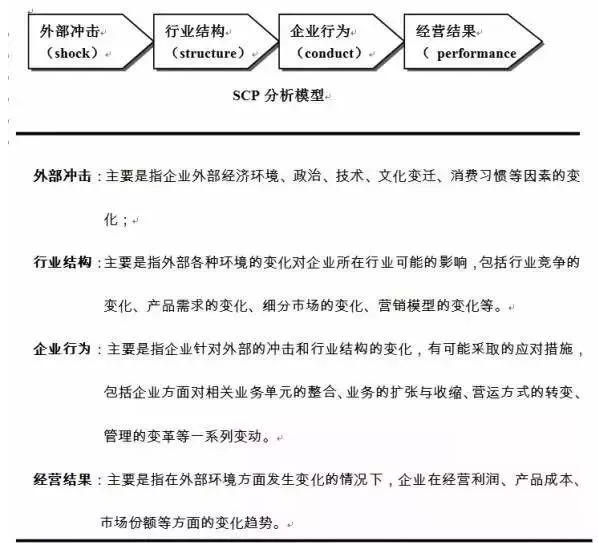 外部冲击 行业结构 企业行为 经营结果
（shock） （structure） （conduct） （ performance
SCP 分析模型
外部冲击：主要是指企业外部经济环境、政治、技术、文化变迁、消费习惯等因素的变
化；
行业结构：主要是指外部各种环境的变化对企业所在行业可能的影响，包括行业竞争的
变化、产品需求的变化、细分市场的变化、营销模型的变化等。
企业行为：主要是指企业针对外部的冲击和行业结构的变化，有可能采取的应对措施，
包括企业方面对相关业务单元的整合、业务的扩张与收缩、营运方式的转变、
管理的变革等一系列变动。
经营结果：主要是指在外部环境方面发生变化的情况下，企业在经营利润、产品成本、
市场份额等方面的变化趋势。